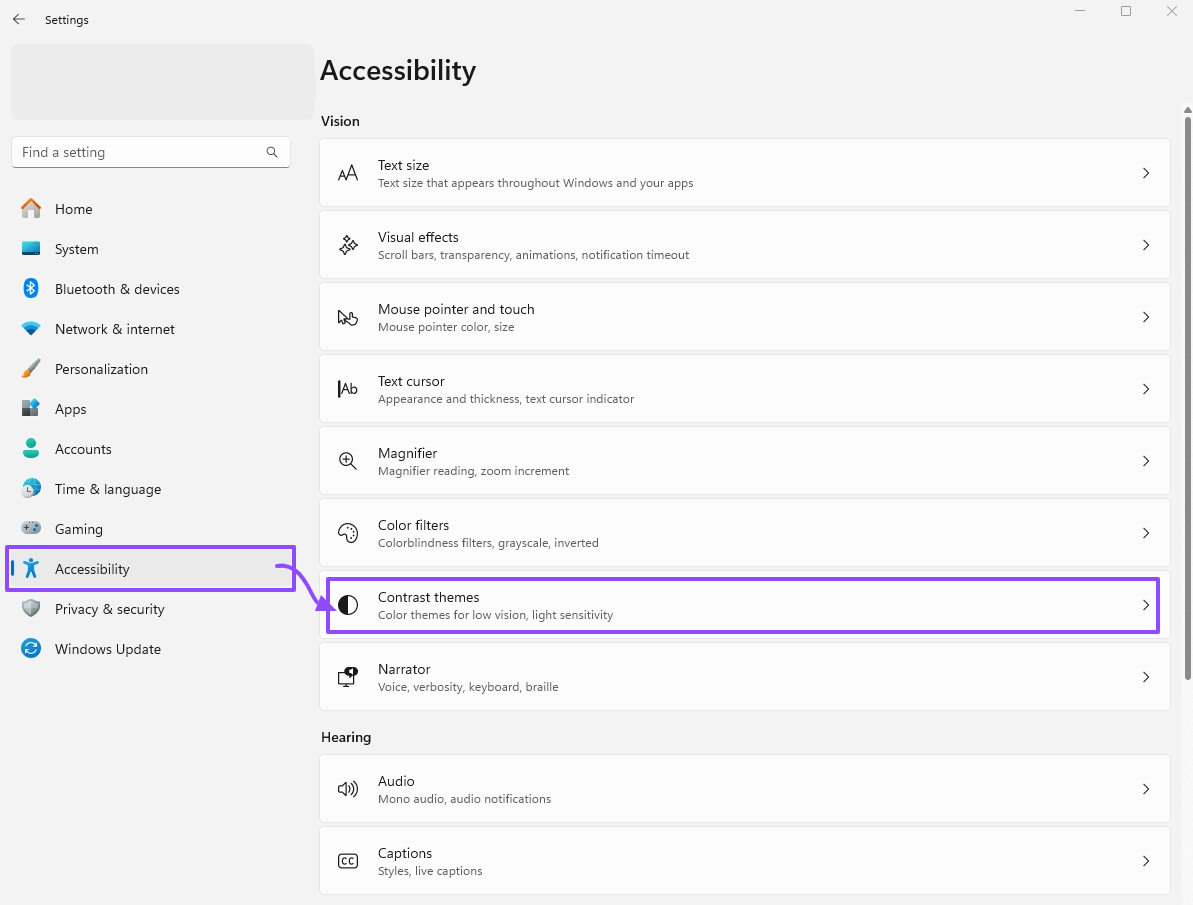 Settings
Find a setting
Home
System
Bluetooth & devices
Network & internet
Personalization
Apps
Accounts
Time & language
Gaming
Accessibility
Privacy & security
Windows Update
Accessibility
Vision
Text size
Text size that appears throughout Windows and your apps
Visual effects
Scroll bars, transparency, animations, notification timeout
Mouse pointer and touch
Mouse pointer color, size
Text cursor
Appearance and thickness, text cursor indicator
Magnifier
Magnifier reading, zoom increment
Color filters
Colorblindness filters, grayscale, inverted
Contrast themes
Color themes for low vision, light sensitivity
Narrator
Voice, verbosity, keyboard, braille
Hearing
Audio
Mono audio, audio notifications
Captions
Styles, live captions